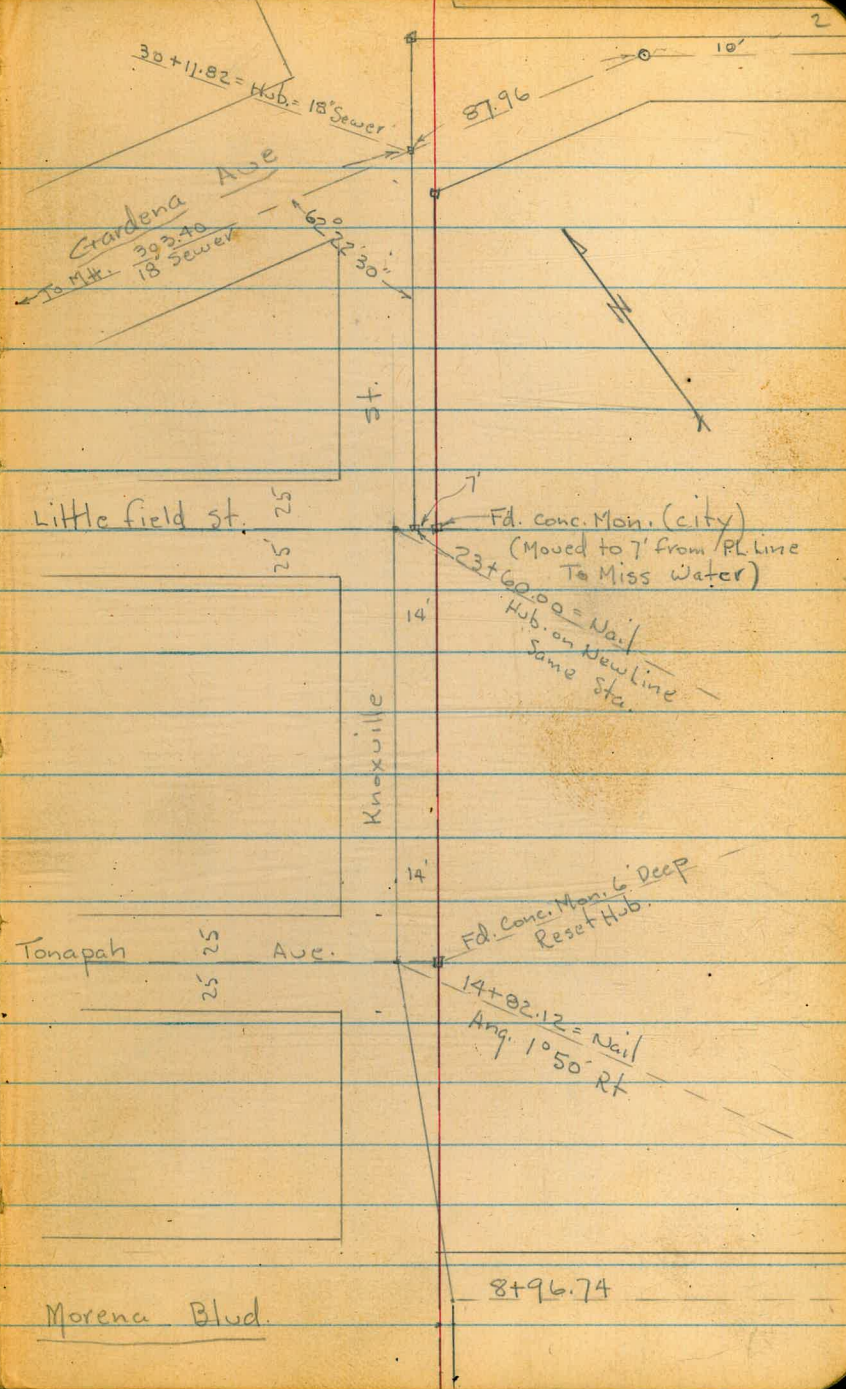 2
10'
30+11.82 = Hub. = 18" Sewer
87.96
Gardena Ave
To M.H. 393.40
18" Sewer
62° 22' 30"
St.
7'
Little field St.
25'
25'
Fd. Conc. Mon. (City)
(Moved to 7' from P.L. Line
To Miss Water)
23+60.00 = Nail
Hub. on New Line
Same Sta.
14'
Knoxville
14'
Fd. Conc. Mon. 6' Deep
Reset Hub.
Tonapah Ave.
25'
25'
14+82.12 = Nail
Ang. 1° 50' Rt
8+96.74
Morena Blvd.